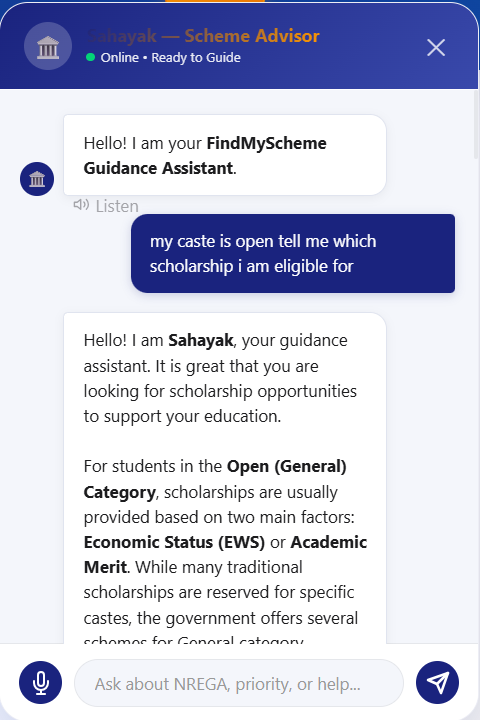 Sahayak — Scheme Advisor
Online • Ready to Guide
Hello! I am your FindMyScheme
Guidance Assistant.
Listen
my caste is open tell me which
scholarship i am eligible for
Hello! I am Sahayak, your guidance
assistant. It is great that you are
looking for scholarship opportunities
to support your education.
For students in the Open (General)
Category, scholarships are usually
provided based on two main factors:
Economic Status (EWS) or Academic
Merit. While many traditional
scholarships are reserved for specific
castes, the government offers several
schemes for General category
Ask about NREGA, priority, or help...